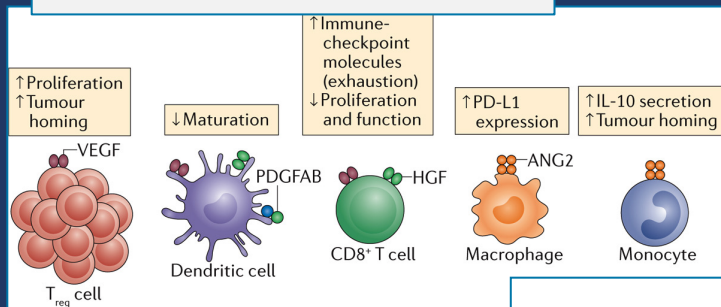 ↑Proliferation
↑Tumour
homing
VEGF
T reg cell
↓Maturation
PDGFAB
Dendritic cell
↑Immune-
checkpoint
molecules
(exhaustion)
↓Proliferation
and function
HGF
CD8⁺ T cell
↑PD-L1
expression
ANG2
Macrophage
↑IL-10 secretion
↑Tumour homing
Monocyte